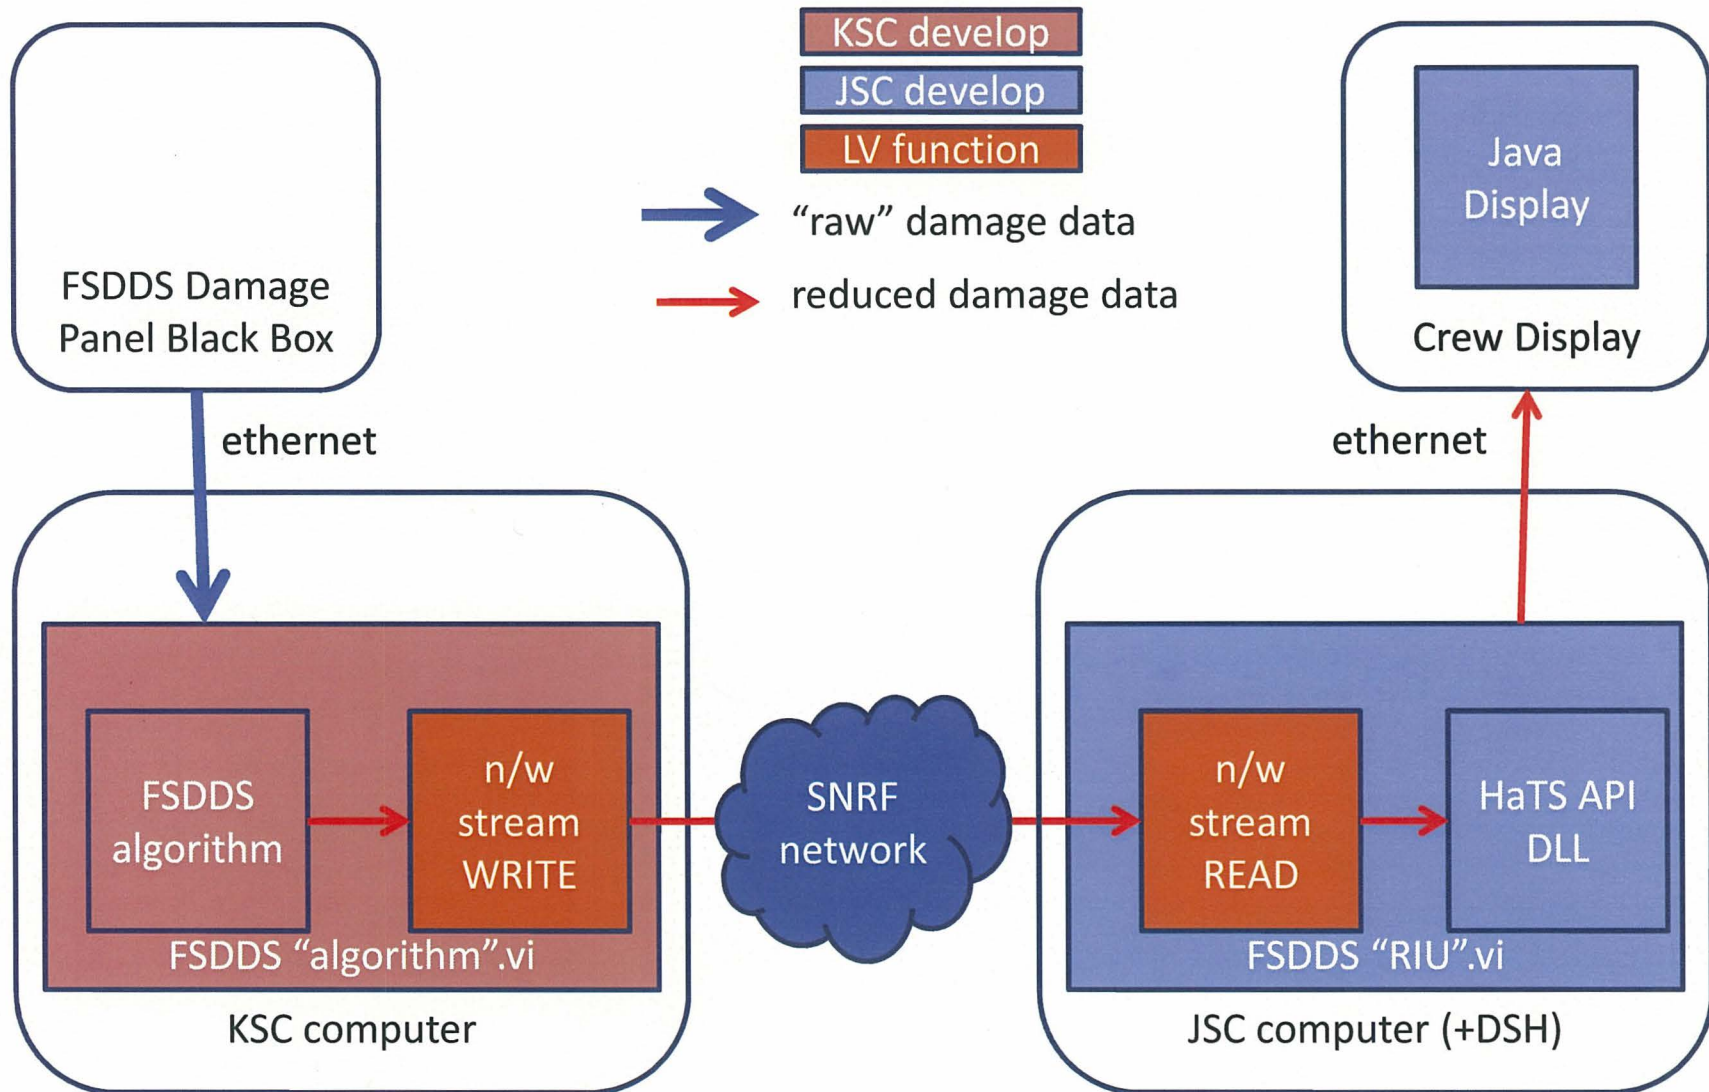 KSC develop
JSC develop
LV function
“raw” damage data
reduced damage data
FSDDS Damage
Panel Black Box
Java
Display
Crew Display
ethernet
ethernet
FSDDS
algorithm
n/w
stream
WRITE
FSDDS “algorithm”.vi
KSC computer
SNRF
network
n/w
stream
READ
HaTS API
DLL
FSDDS “RIU”.vi
JSC computer (+DSH)